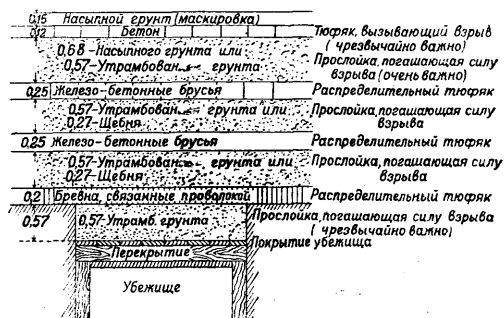 0,15 Насыпной грунт (маскировка)
0,12 Бетон Тюфяк, вызывающий взрыв
( чрезвычайно важно)
0,68 – Насыпного грунта или Прослойка, погашающая силу
0,57 – Утрамбован грунта взрыва (очень важно)
0,25 Железо-бетонные брусья Распределительный тюфяк
0,57-Утрамбован грунта или Прослойка, погашающая силу
0,27-Щебня взрыва
0,25 Железо-бетонные брусья Распределительный тюфяк
0,57-Утрамбован грунта или Прослойка, погашающая силу
0,27-Щебня взрыва
0,2 Бревна, связанные проволокой Распределительный тюфяк
0,57 0,57-Утрамб. грунта Прослойка, погашающая силу взрыва
( чрезвычайно важно)
Покрытие убежища
Перекрытие
Убежище